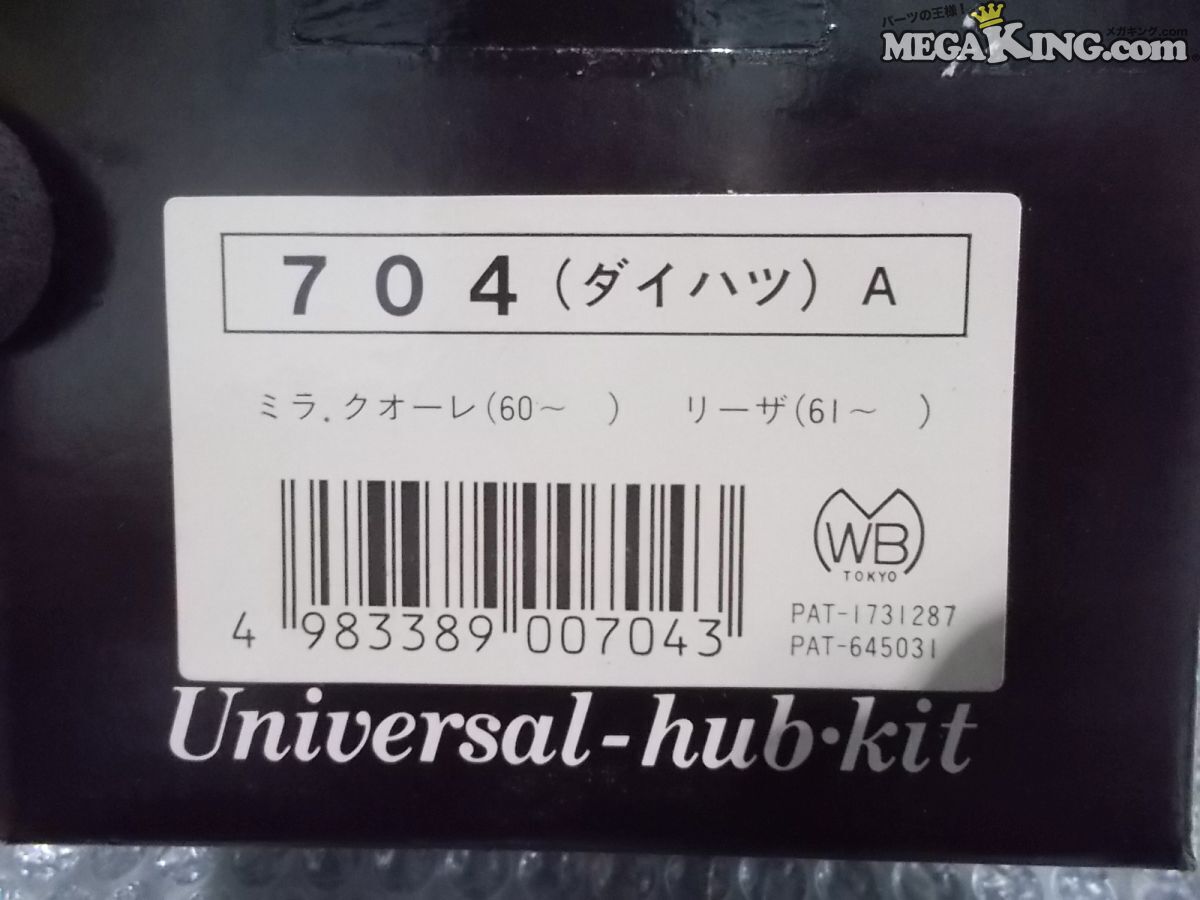 パーツの王様！ メガキング.com
MEGAKING.com
７０４（ダイハツ）A
ミラ．クオーレ(60～　) リーザ(61～　)
WB
TOKYO
4 983389 007043
PAT-1731287
PAT-645031
Universal-hub·kit